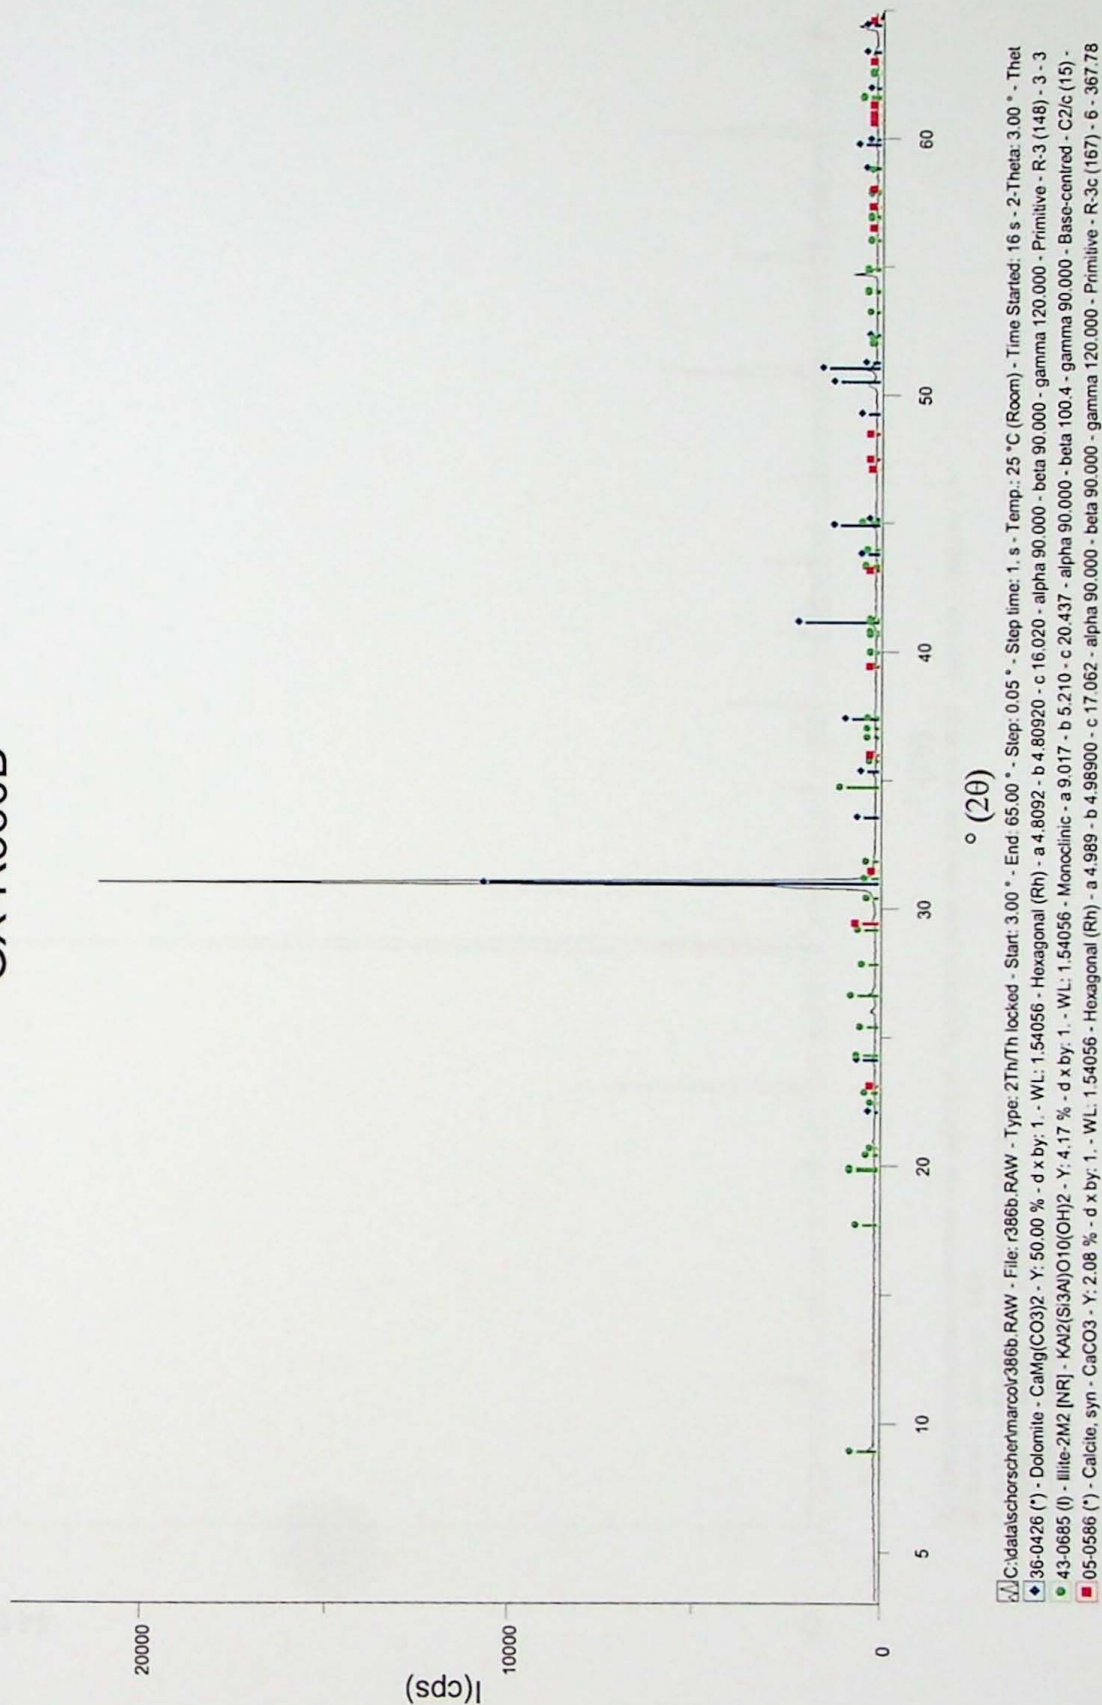 I(cps)
20000
10000
0
5
10
20
30
40
50
60
° (2θ)
C:\data\schorscher\marco\r386b.RAW - File: r386b.RAW - Type: 2Th/Th locked - Start: 3.00 ° - End: 65.00 ° - Step: 0.05 ° - Step time: 1. s - Temp.: 25 °C (Room) - Time Started: 16 s - 2-Theta: 3.00 ° - Thet
36-0426 (*) - Dolomite - CaMg(CO3)2 - Y: 50.00 % - d x by: 1. - WL: 1.54056 - Hexagonal (Rh) - a 4.8092 - b 4.80920 - c 16.020 - alpha 90.000 - beta 90.000 - gamma 120.000 - Primitive - R-3 (148) - 3 - 3
43-0685 (I) - Illite-2M2 [NR] - KAl2(Si3Al)O10(OH)2 - Y: 4.17 % - d x by: 1. - WL: 1.54056 - Monoclinic - a 9.017 - b 5.210 - c 20.437 - alpha 90.000 - beta 100.4 - gamma 90.000 - Base-centred - C2/c (15) -
05-0586 (*) - Calcite, syn - CaCO3 - Y: 2.08 % - d x by: 1. - WL: 1.54056 - Hexagonal (Rh) - a 4.989 - b 4.98900 - c 17.062 - alpha 90.000 - beta 90.000 - gamma 120.000 - Primitive - R-3c (167) - 6 - 367.78